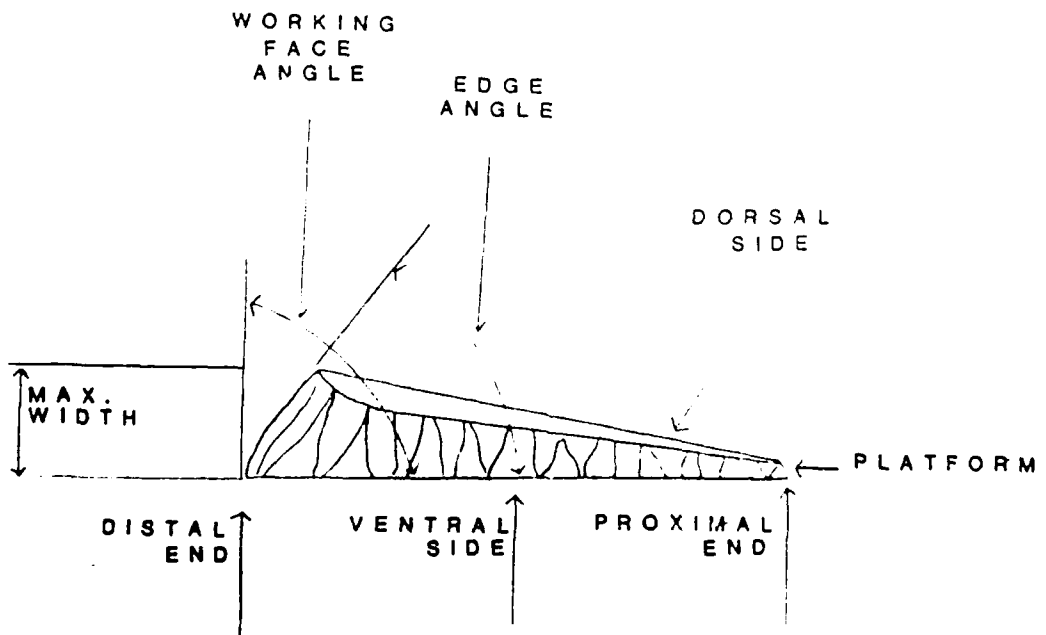 WORKING
FACE
ANGLE
EDGE
ANGLE
DORSAL
SIDE
MAX.
WIDTH
PLATFORM
DISTAL
END
VENTRAL
SIDE
PROXIMAL
END